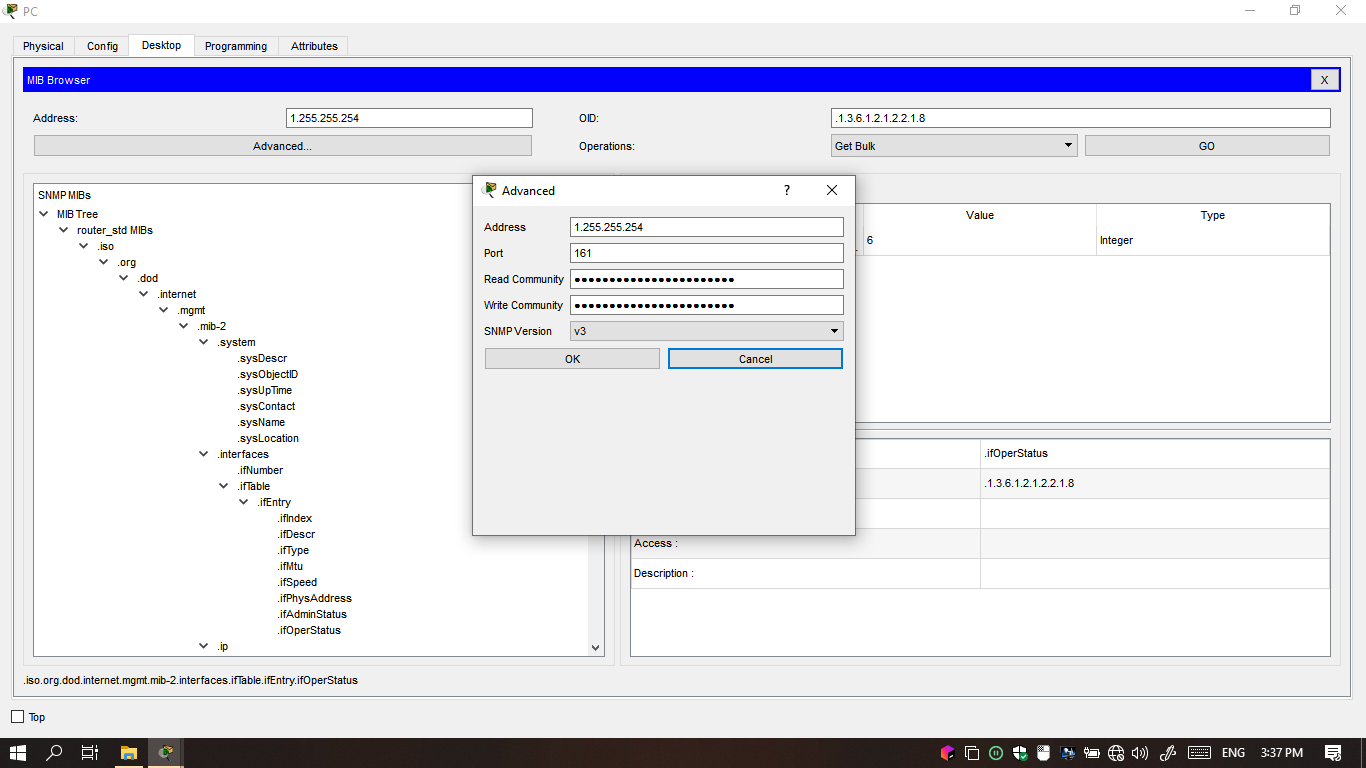 PC
Physical Config Desktop Programming Attributes
MIB Browser X
Address: 1.255.255.254 OID: .1.3.6.1.2.1.2.2.1.8
Advanced... Operations: Get Bulk GO
SNMP MIBs
MIB Tree
router_std MIBs
.iso
.org
.dod
.internet
.mgmt
.mib-2
.system
.sysDescr
.sysObjectID
.sysUpTime
.sysContact
.sysName
.sysLocation
.interfaces
.ifNumber
.ifTable
.ifEntry
.ifIndex
.ifDescr
.ifType
.ifMtu
.ifSpeed
.ifPhysAddress
.ifAdminStatus
.ifOperStatus
.ip
Advanced ?
Address 1.255.255.254
Port 161
Read Community ●●●●●●●●●●●●●●●●●●●●●●●
Write Community ●●●●●●●●●●●●●●●●●●●●●●●
SNMP Version v3
OK Cancel
Value Type
6 Integer
.ifOperStatus
.1.3.6.1.2.1.2.2.1.8
Access :
Description :
.iso.org.dod.internet.mgmt.mib-2.interfaces.ifTable.ifEntry.ifOperStatus
Top
ENG 3:37 PM